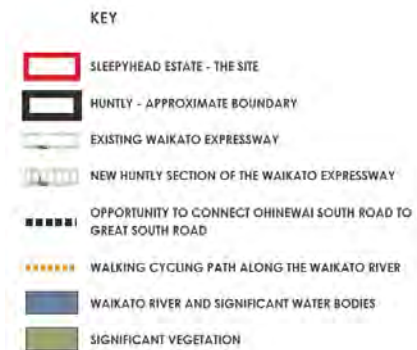 KEY
SLEEPYHEAD ESTATE - THE SITE
HUNTLY - APPROXIMATE BOUNDARY
EXISTING WAIKATO EXPRESSWAY
NEW HUNTLY SECTION OF THE WAIKATO EXPRESSWAY
OPPORTUNITY TO CONNECT OHINEWAI SOUTH ROAD TO
GREAT SOUTH ROAD
WALKING CYCLING PATH ALONG THE WAIKATO RIVER
WAIKATO RIVER AND SIGNIFICANT WATER BODIES
SIGNIFICANT VEGETATION